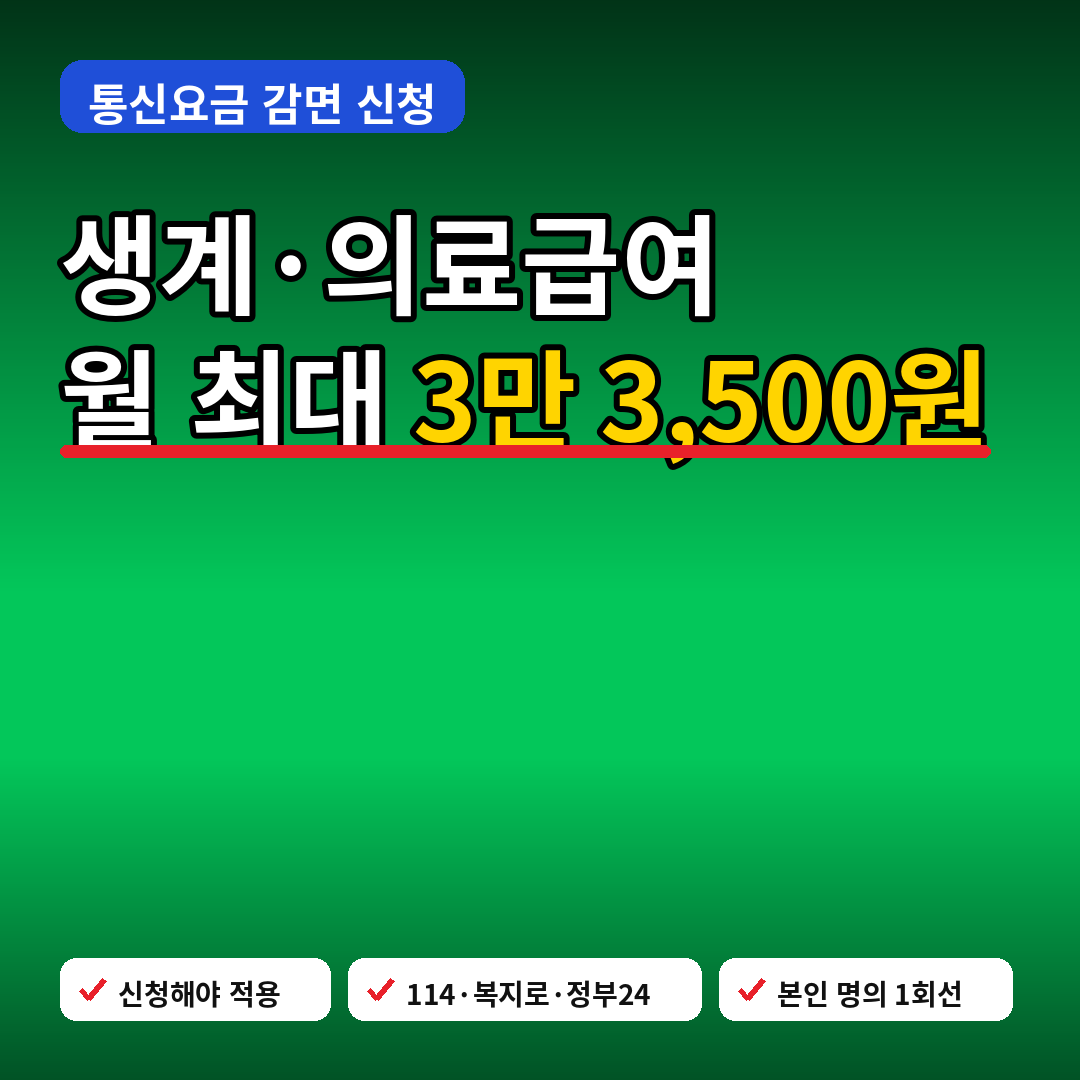 통신요금 감면 신청
생계·의료급여
월 최대 3만 3,500원
신청해야 적용
114·복지로·정부24
본인 명의 1회선